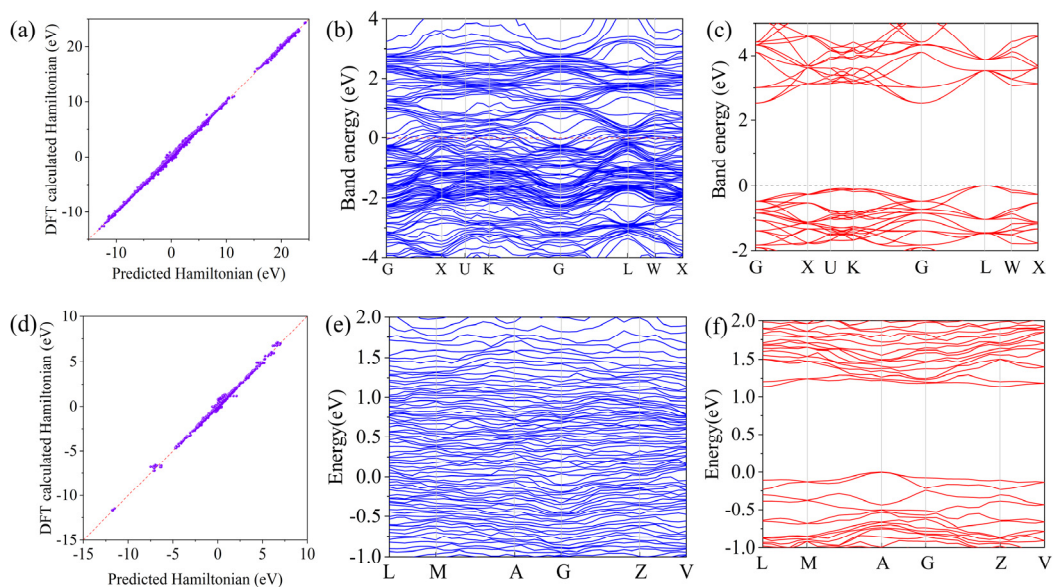 (a)
DFT calculated Hamiltonian (eV)
20
10
0
-10
-10
0
10
20
Predicted Hamiltonian (eV)
(b)
Band energy (eV)
4
2
0
-2
-4
G
X
U
K
G
L
W
X
(c)
Band energy (eV)
4
2
0
-2
G
X
U
K
G
L
W
X
(d)
DFT calculated Hamiltonian (eV)
10
5
0
-5
-10
-15
-15
-10
-5
0
5
10
Predicted Hamiltonian (eV)
(e)
Energy(eV)
2.0
1.5
1.0
0.5
0.0
-0.5
-1.0
L
M
A
G
Z
V
(f)
Energy(eV)
2.0
1.5
1.0
0.5
0.0
-0.5
-1.0
L
M
A
G
Z
V